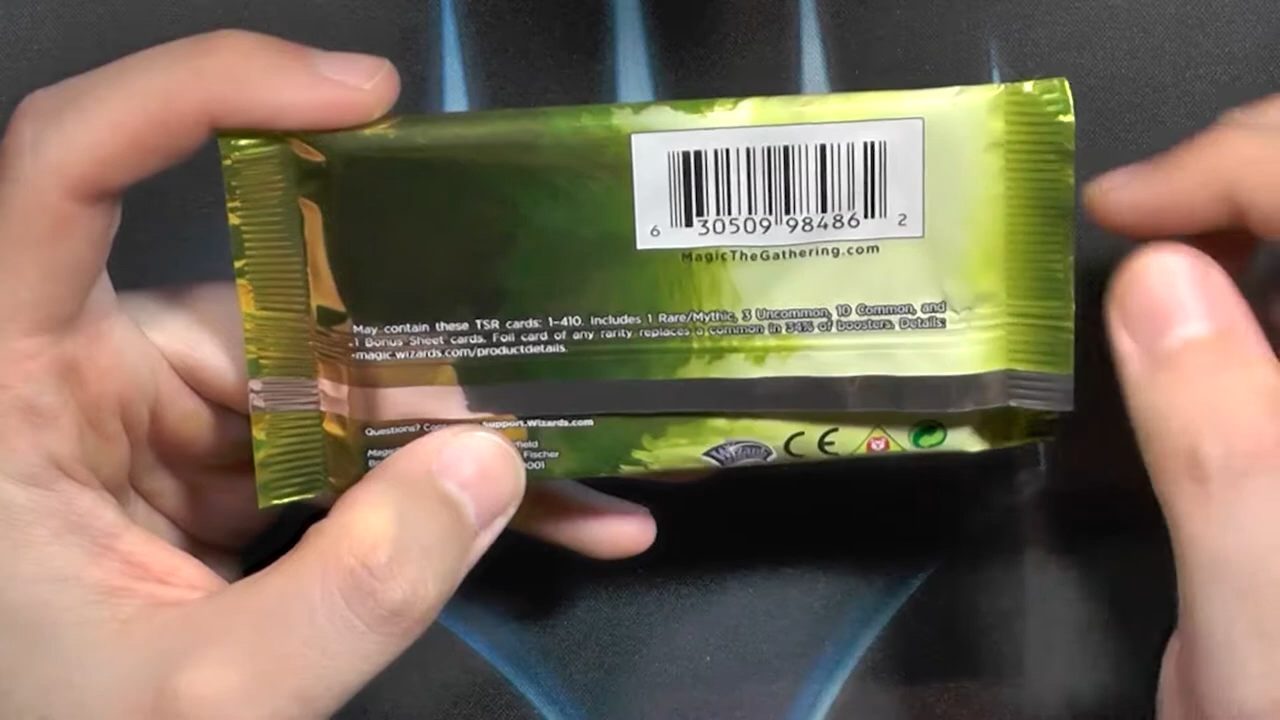 6 30509 98486 2
MagicTheGathering.com
May contain these TSR cards: 1-410. Includes 1 Rare/Mythic, 3 Uncommon, 10 Common, and
1 Bonus Sheet cards. Foil card of any rarity replaces a common in 34% of boosters. Details:
magic.wizards.com/productdetails.
Questions? support.Wizards.com
Fischer
Wizards
CE